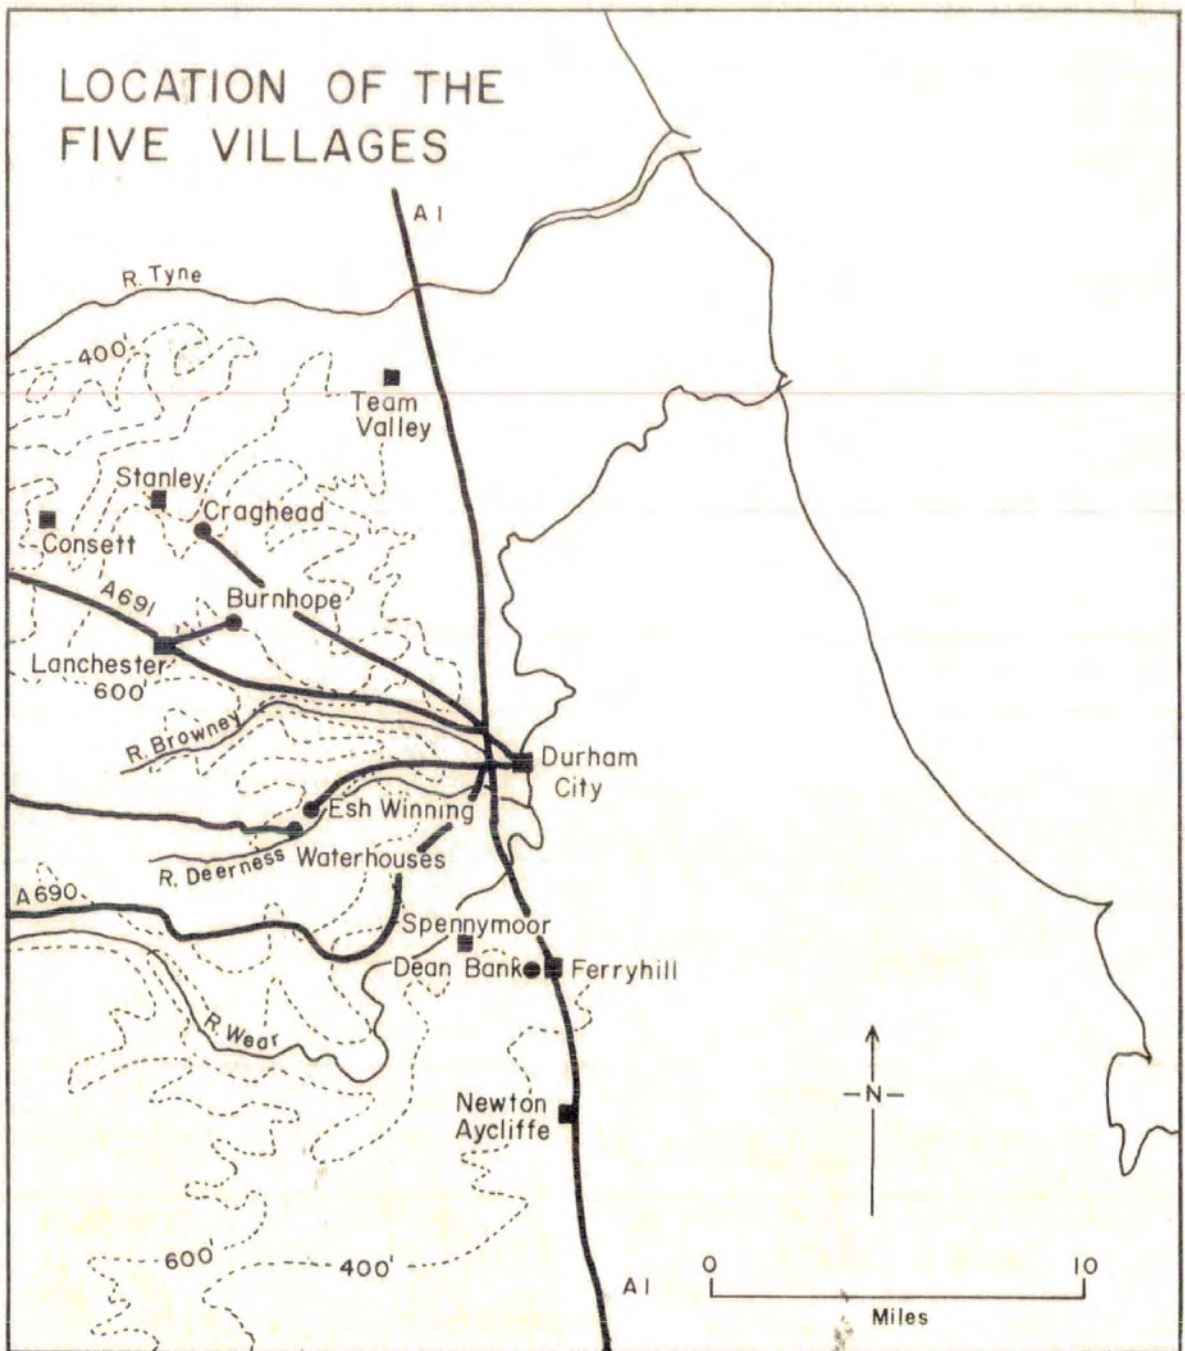 LOCATION OF THE
FIVE VILLAGES
A1
R. Tyne
400'
Team
Valley
Stanley
Craghead
Consett
A691
Burnhope
Lanchester
600'
R. Browney
Durham
City
Esh Winning
R. Deerness
Waterhouses
A690
Spennymoor
Dean Bank
Ferryhill
R. Wear
-N-
Newton
Aycliffe
600'
400'
A1
0
10
Miles